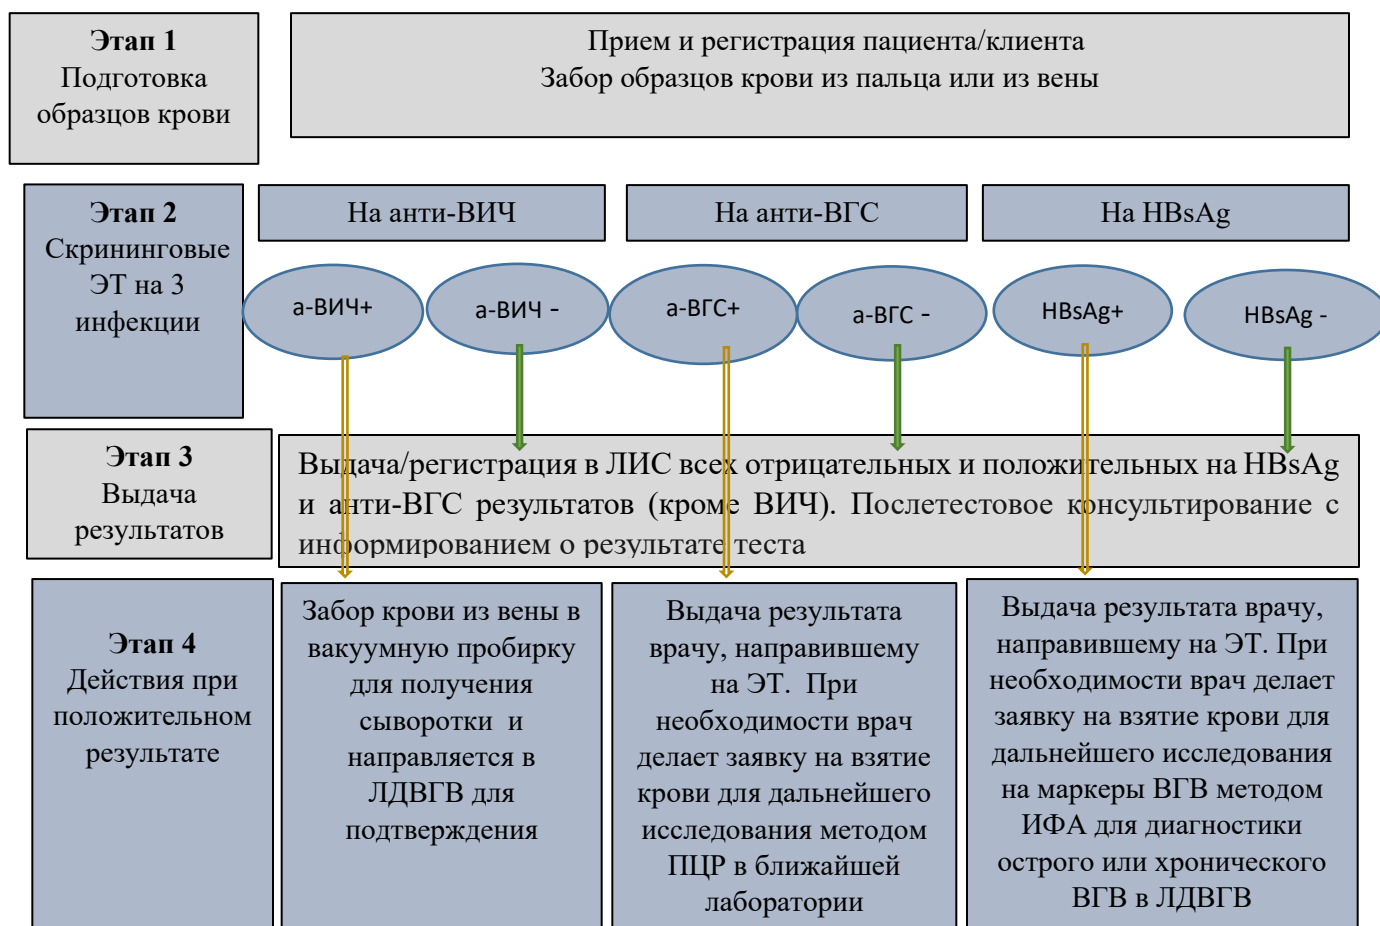 Этап 1
Подготовка
образцов крови
Прием и регистрация пациента/клиента
Забор образцов крови из пальца или из вены
Этап 2
Скрининговые
ЭТ на 3
инфекции
На анти-ВИЧ
На анти-ВГС
На HBsAg
а-ВИЧ+
а-ВИЧ -
а-ВГС+
а-ВГС -
HBsAg+
HBsAg -
Этап 3
Выдача
результатов
Выдача/регистрация в ЛИС всех отрицательных и положительных на HBsAg
и анти-ВГС результатов (кроме ВИЧ). Послетестовое консультирование с
информированием о результате теста
Этап 4
Действия при
положительном
результате
Забор крови из вены в
вакуумную пробирку
для получения
сыворотки и
направляется в
ЛДВГВ для
подтверждения
Выдача результата
врачу, направившему
на ЭТ. При
необходимости врач
делает заявку на взятие
крови для дальнейшего
исследования методом
ПЦР в ближайшей
лаборатории
Выдача результата врачу,
направившему на ЭТ. При
необходимости врач делает
заявку на взятие крови для
дальнейшего исследования
на маркеры ВГВ методом
ИФА для диагностики
острого или хронического
ВГВ в ЛДВГВ